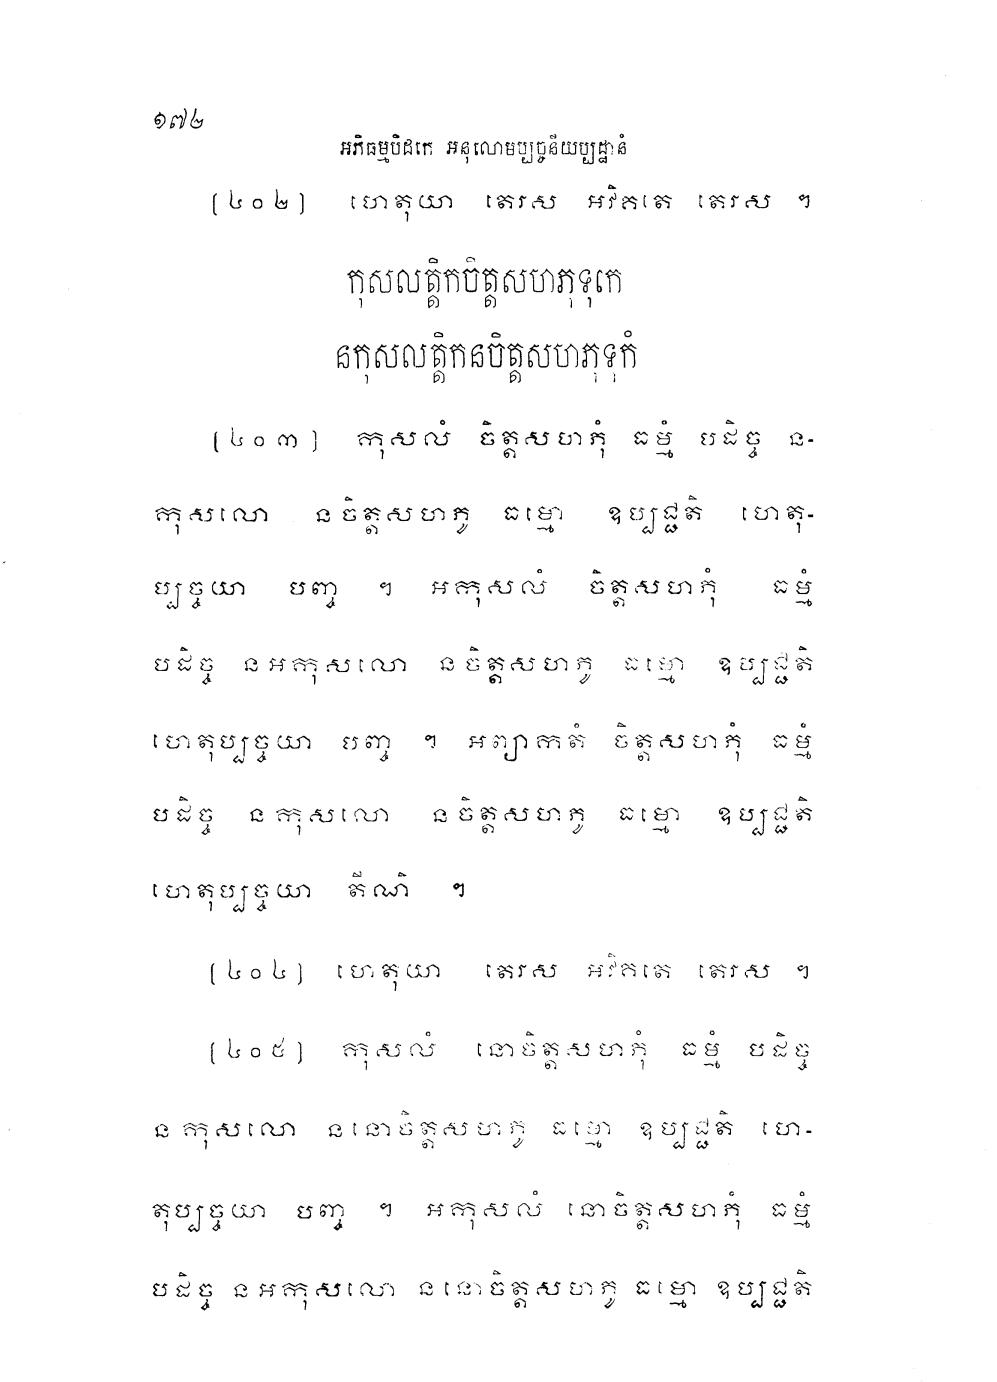 ១៧៤
អភិធម្មបិដកេ អនុលោមប្បច្ចនីយប្បដ្ឋានំ
(៤០២) ហេតុយា តេរស អវិគតេ តេរស ។
កុសលត្តិកចិត្តសហភុទុកេ
នកុសលត្តិកនចិត្តសហភុទុកំ
(៤០៣) កុសលំ ចិត្តសហភុំ ធម្មំ បដិច្ច ន-
កុសលោ នចិត្តសហភូ ធម្មោ ឧប្បជ្ជតិ ហេតុ-
ប្បច្ចយា បញ្ច ។ អកុសលំ ចិត្តសហភុំ ធម្មំ
បដិច្ច នអកុសលោ នចិត្តសហភូ ធម្មោ ឧប្បជ្ជតិ
ហេតុប្បច្ចយា បញ្ច ។ អព្យាកតំ ចិត្តសហភុំ ធម្មំ
បដិច្ច នកុសលោ នចិត្តសហភូ ធម្មោ ឧប្បជ្ជតិ
ហេតុប្បច្ចយា តីណិ ។
(៤០៤) ហេតុយា តេរស អវិគតេ តេរស ។
(៤០៥) កុសលំ នោចិត្តសហភុំ ធម្មំ បដិច្ច
នកុសលោ ននោចិត្តសហភូ ធម្មោ ឧប្បជ្ជតិ ហេ-
តុប្បច្ចយា បញ្ច ។ អកុសលំ នោចិត្តសហភុំ ធម្មំ
បដិច្ច នអកុសលោ ននោចិត្តសហភូ ធម្មោ ឧប្បជ្ជតិ